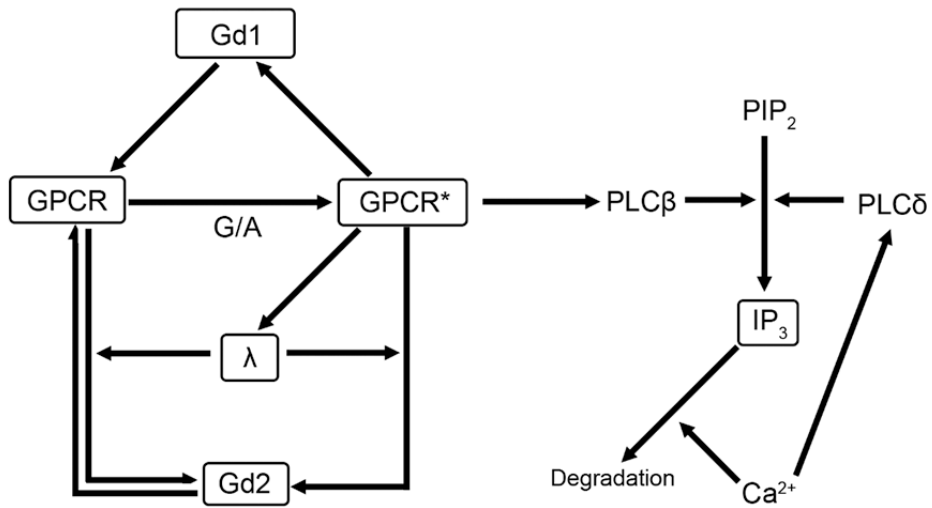 Gd1
PIP₂
GPCR
G/A
GPCR*
PLCβ
PLCδ
λ
IP₃
Gd2
Degradation
Ca²⁺